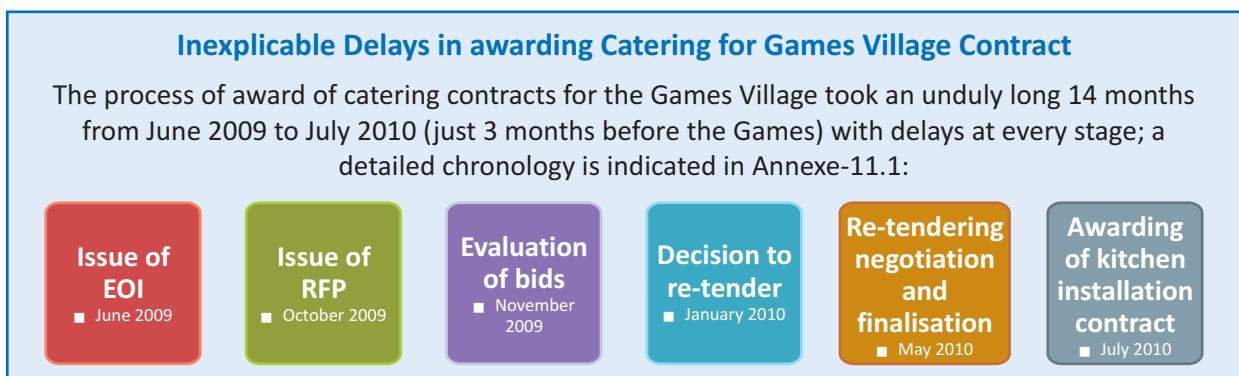 Inexplicable Delays in awarding Catering for Games Village Contract
The process of award of catering contracts for the Games Village took an unduly long 14 months
from June 2009 to July 2010 (just 3 months before the Games) with delays at every stage; a
detailed chronology is indicated in Annexe-11.1:
Issue of
EOI
■ June 2009
Issue of
RFP
■ October 2009
Evaluation
of bids
■ November
2009
Decision to
re-tender
■ January 2010
Re-tendering
negotiation
and
finalisation
■ May 2010
Awarding
of kitchen
installation
contract
■ July 2010